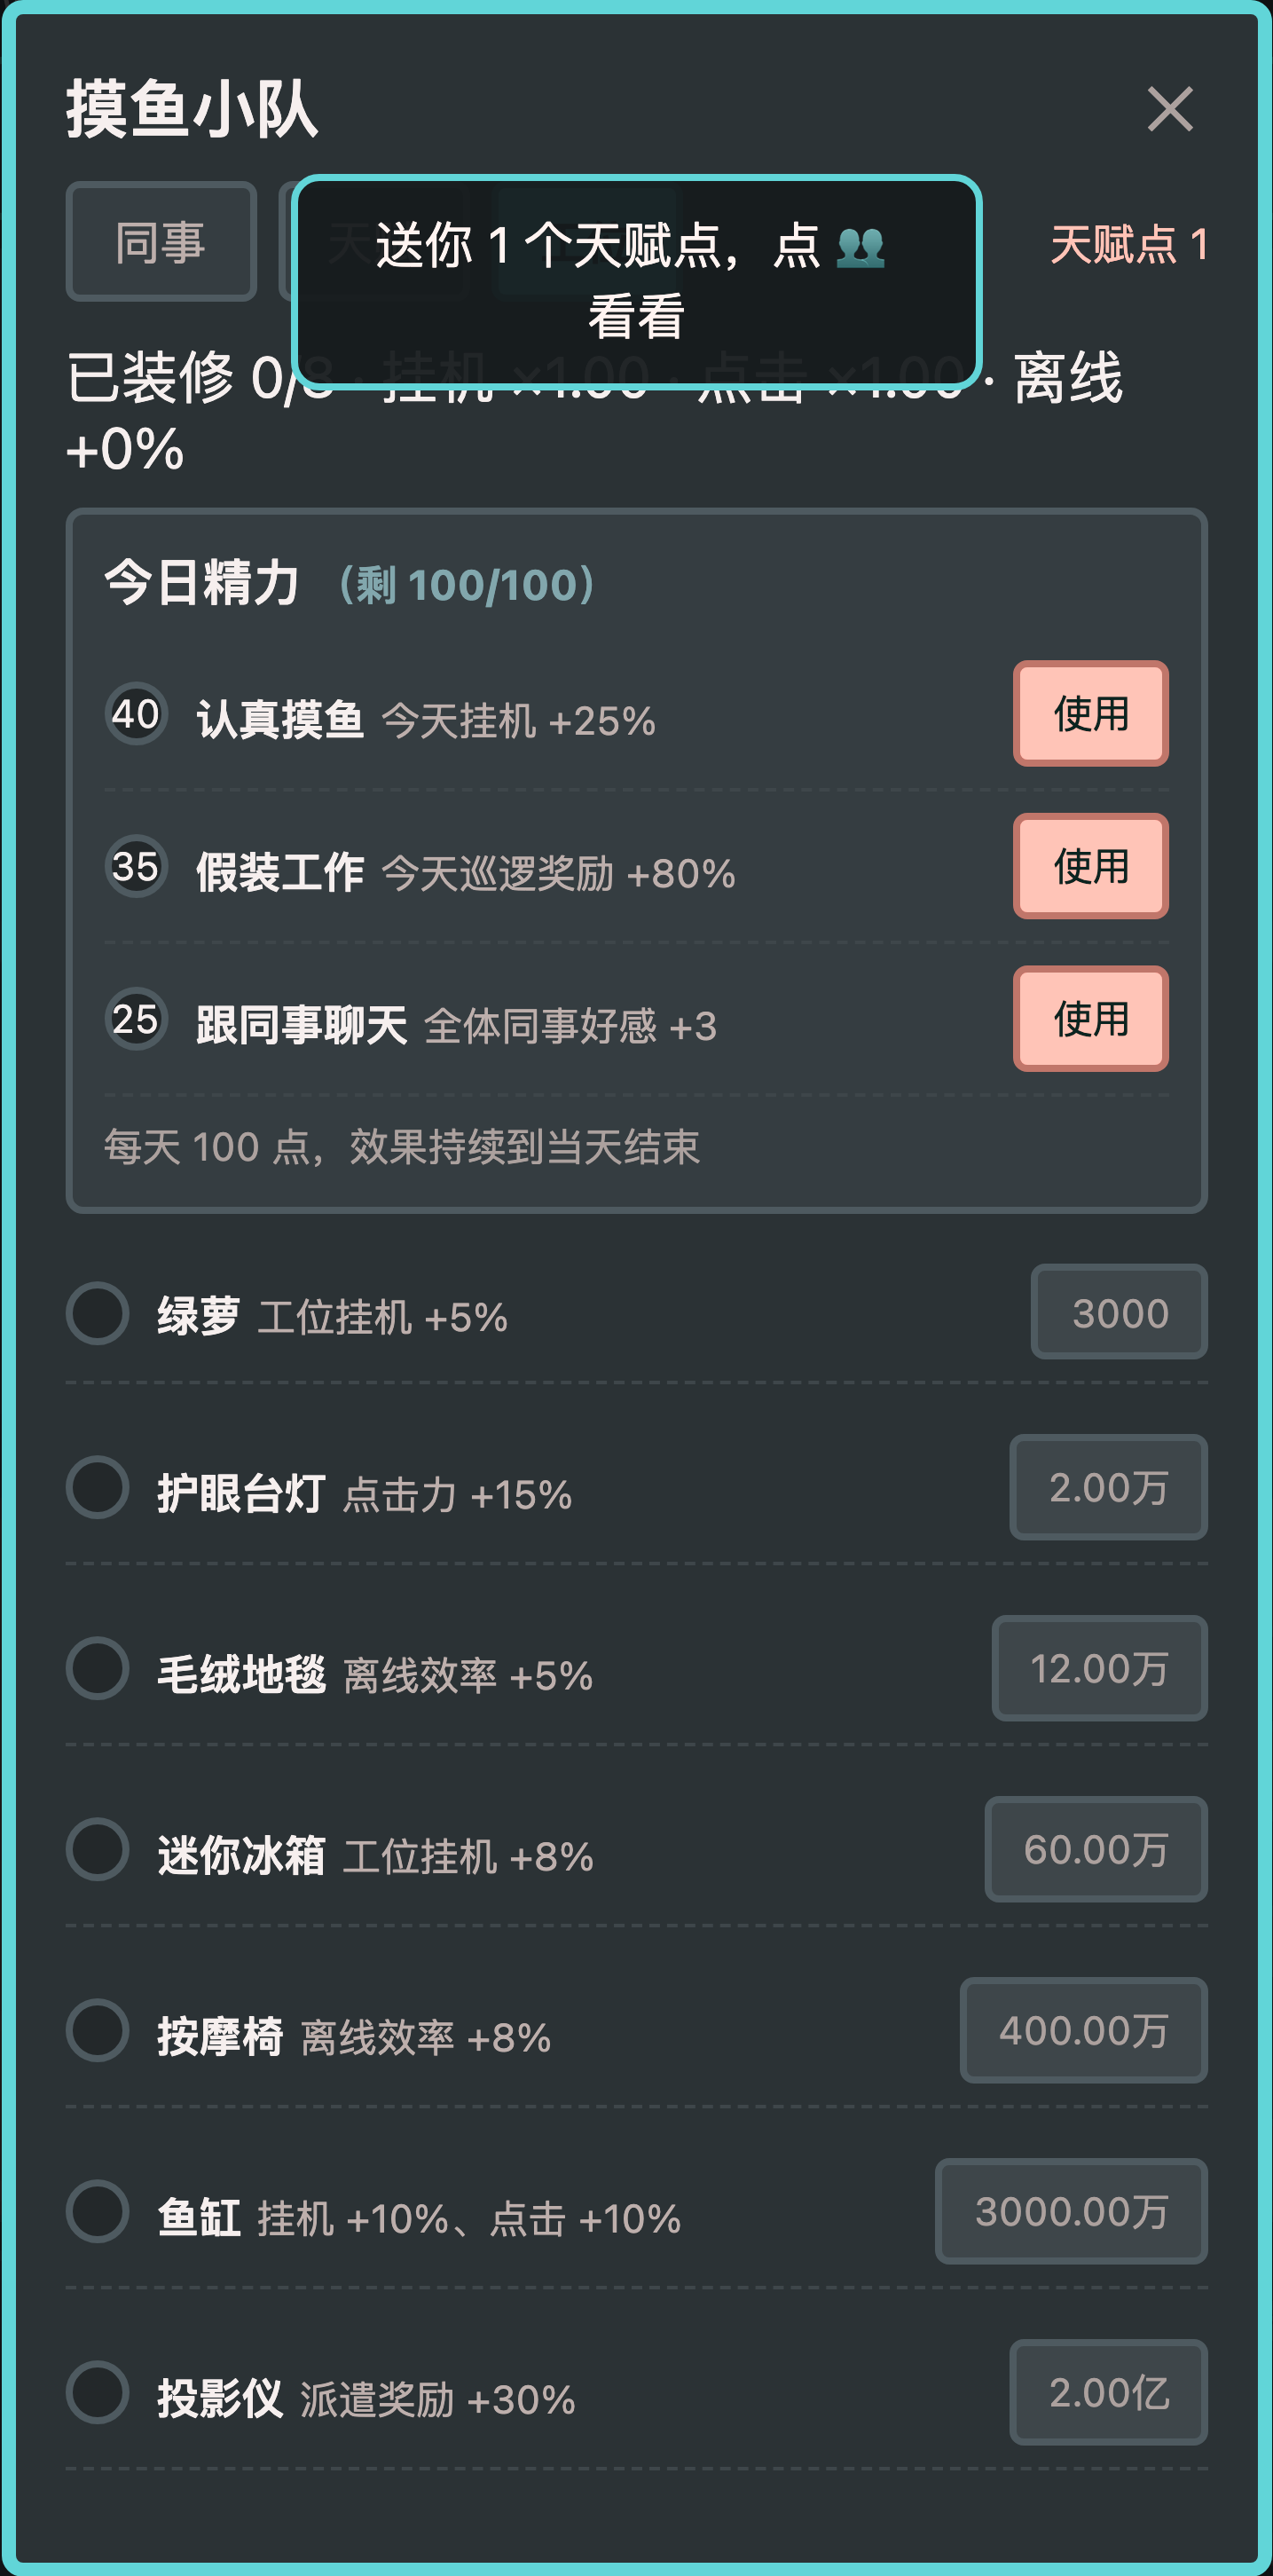 摸鱼小队
同事
送你 1 个天赋点，点
看看
天赋点 1
已装修 0/8 · 挂机 ×1.00 · 点击 ×1.00 · 离线
+0%
今日精力 （剩 100/100）
40 认真摸鱼 今天挂机 +25% 使用
35 假装工作 今天巡逻奖励 +80% 使用
25 跟同事聊天 全体同事好感 +3 使用
每天 100 点，效果持续到当天结束
绿萝 工位挂机 +5% 3000
护眼台灯 点击力 +15% 2.00万
毛绒地毯 离线效率 +5% 12.00万
迷你冰箱 工位挂机 +8% 60.00万
按摩椅 离线效率 +8% 400.00万
鱼缸 挂机 +10%、点击 +10% 3000.00万
投影仪 派遣奖励 +30% 2.00亿